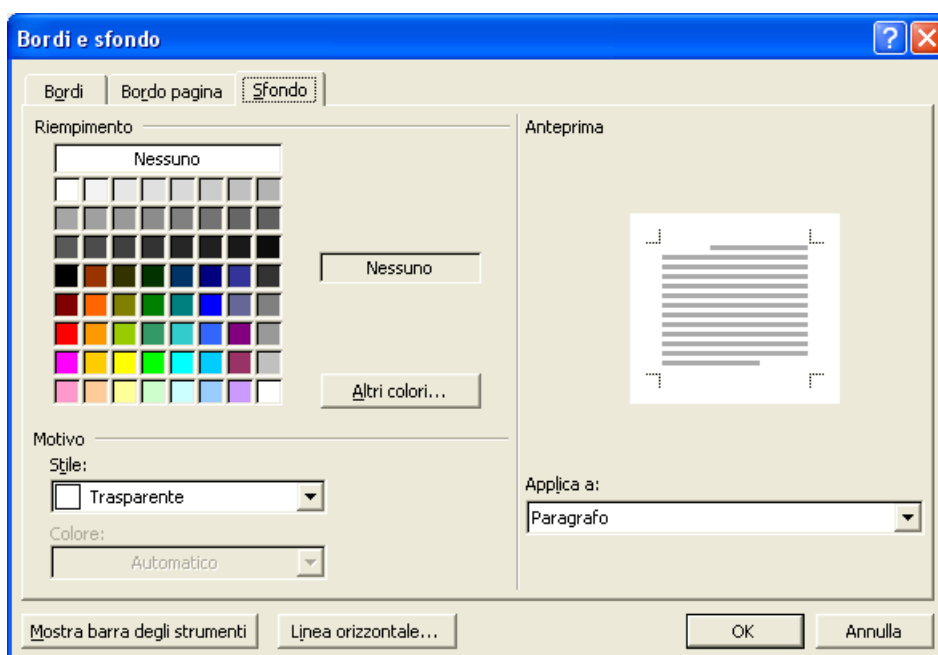 Bordi e sfondo
Bordi
Bordo pagina
Sfondo
Riempimento
Nessuno
Nessuno
Altri colori...
Motivo
Stile:
Trasparente
Colore:
Automatico
Anteprima
Applica a:
Paragrafo
Mostra barra degli strumenti
Linea orizzontale...
OK
Annulla